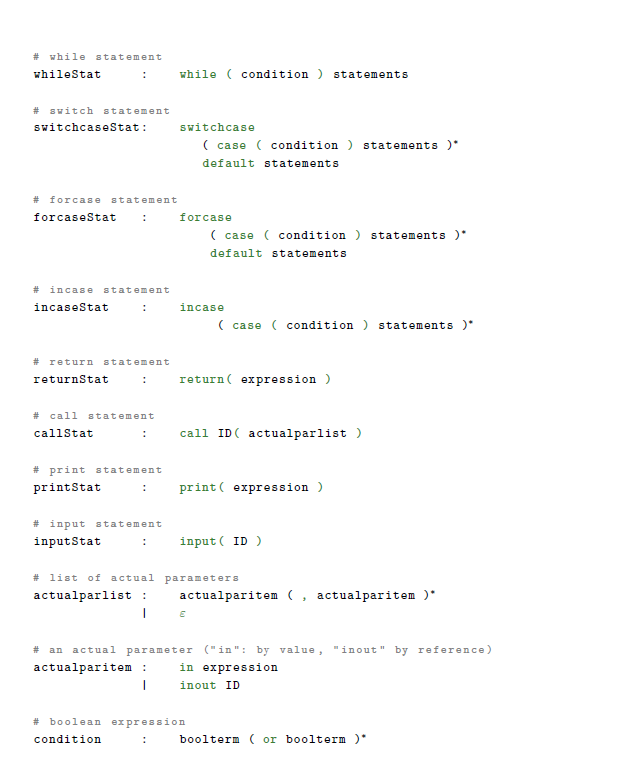 # while statement
whileStat : while ( condition ) statements
# switch statement
switchcaseStat: switchcase
( case ( condition ) statements )*
default statements
# forcase statement
forcaseStat : forcase
( case ( condition ) statements )*
default statements
# incase statement
incaseStat : incase
( case ( condition ) statements )*
# return statement
returnStat : return( expression )
# call statement
callStat : call ID( actualparlist )
# print statement
printStat : print( expression )
# input statement
inputStat : input( ID )
# list of actual parameters
actualparlist : actualparitem ( , actualparitem )*
| ε
# an actual parameter ("in": by value, "inout" by reference)
actualparitem : in expression
| inout ID
# boolean expression
condition : boolterm ( or boolterm )*